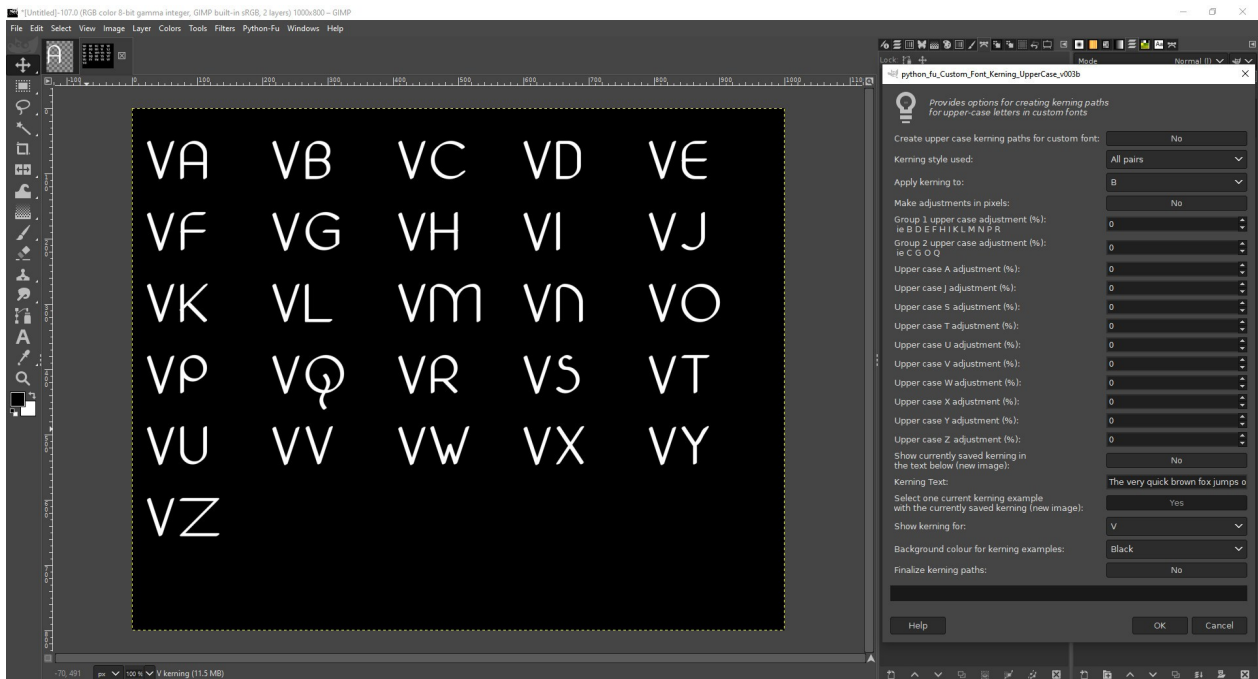 *[Untitled]-107.0 (RGB color 8-bit gamma integer, GIMP built-in sRGB, 2 layers) 1000x800 – GIMP
File Edit Select View Image Layer Colors Tools Filters Python-Fu Windows Help
Lock:
Mode Normal (l)
python_fu_Custom_Font_Kerning_UpperCase_v003b
Provides options for creating kerning paths
for upper-case letters in custom fonts
Create upper case kerning paths for custom font: No
Kerning style used: All pairs
Apply kerning to: B
Make adjustments in pixels: No
Group 1 upper case adjustment (%):
ie B D E F H I K L M N P R
0
Group 2 upper case adjustment (%):
ie C G O Q
0
Upper case A adjustment (%): 0
Upper case J adjustment (%): 0
Upper case S adjustment (%): 0
Upper case T adjustment (%): 0
Upper case U adjustment (%): 0
Upper case V adjustment (%): 0
Upper case W adjustment (%): 0
Upper case X adjustment (%): 0
Upper case Y adjustment (%): 0
Upper case Z adjustment (%): 0
Show currently saved kerning in
the text below (new image):
No
Kerning Text: The very quick brown fox jumps o
Select one current kerning example
with the currently saved kerning (new image):
Yes
Show kerning for: V
Background colour for kerning examples: Black
Finalize kerning paths: No
Help OK Cancel
VA VB VC VD VE
VF VG VH VI VJ
VK VL VM VN VO
VP VQ VR VS VT
VU VV VW VX VY
VZ
-70, 491 px 100 % V kerning (11.5 MB)